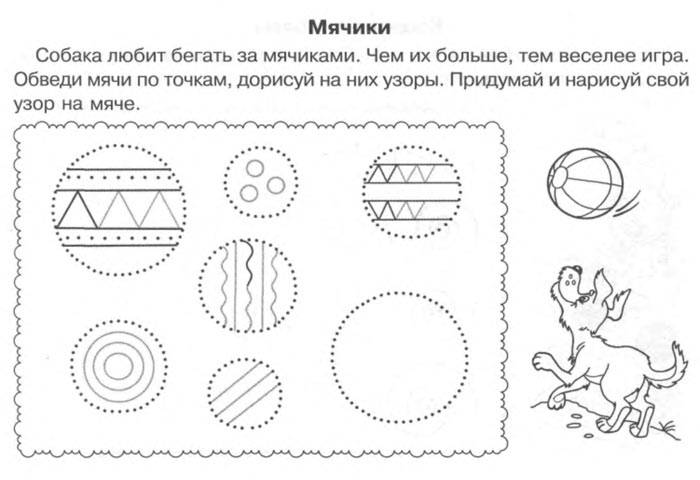 Мячики
Собака любит бегать за мячиками. Чем их больше, тем веселее игра.
Обведи мячи по точкам, дорисуй на них узоры. Придумай и нарисуй свой
узор на мяче.